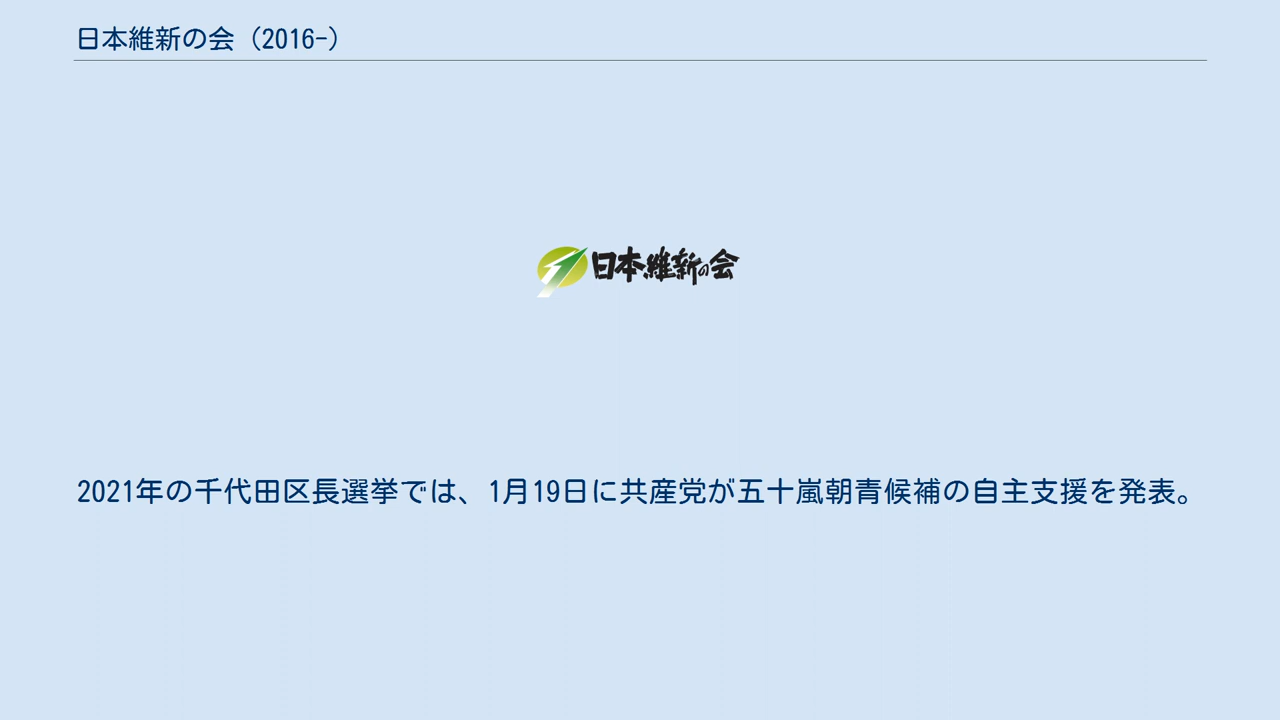 日本維新の会（2016-）
日本維新の会
2021年の千代田区長選挙では、1月19日に共産党が五十嵐朝青候補の自主支援を発表。